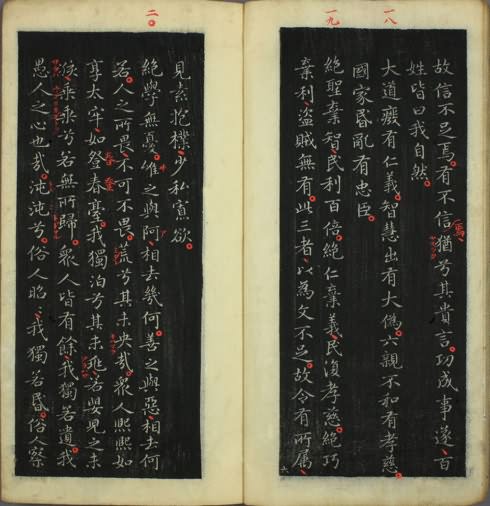 一八
一九
故信不足焉有不信猶兮其貴言功成事遂百
姓皆曰我自然
大道癈有仁義智慧出有大偽六親不和有孝慈
國家昬亂有忠臣
絕聖棄智民利百倍絕仁棄義民復孝慈絕巧
棄利盗賊無有此三者以為文不足故令有所屬
六
二〇
見素抱樸少私寡欲
絕學無憂唯之與阿相去幾何善之與惡相去何
若人之所畏不可不畏荒兮其未央哉衆人熙熙如
享太牢如登春臺我獨泊兮其未兆若嬰兒之未
乘乘兮若無所歸衆人皆有餘我獨若遺我
愚人之心也哉沌沌兮俗人昭昭我獨若昬俗人察